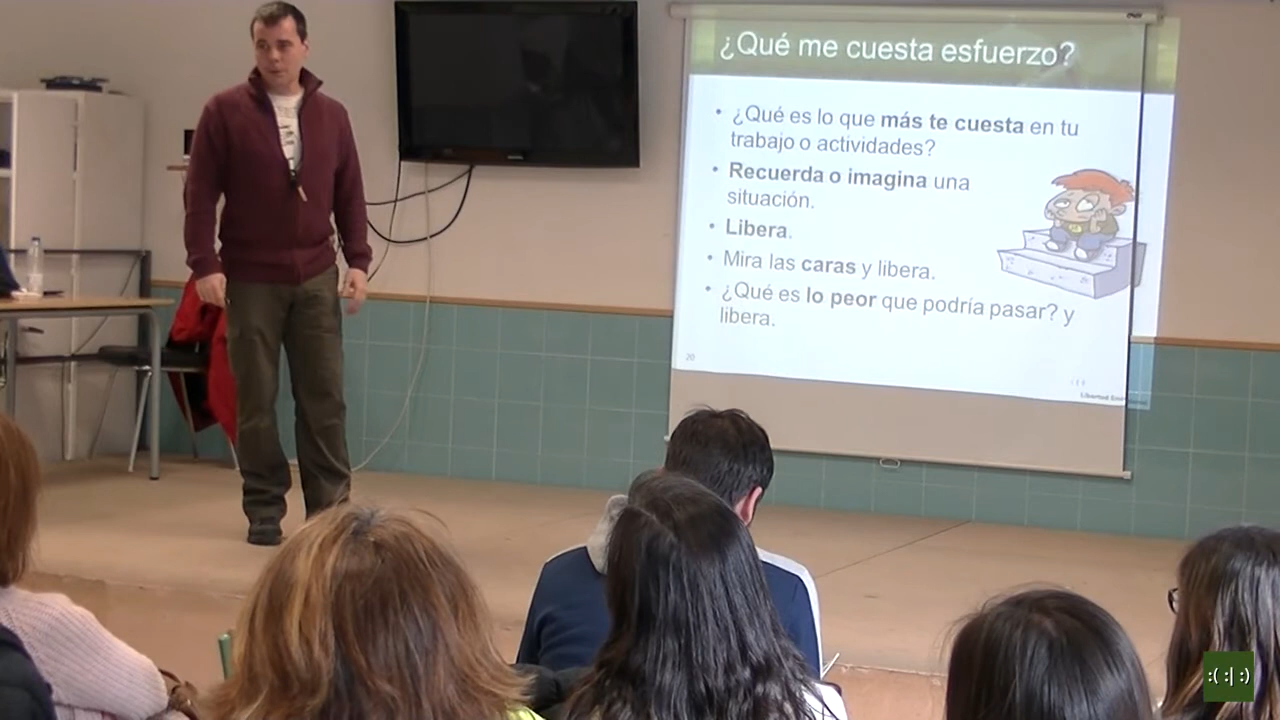 ¿Qué me cuesta esfuerzo?
• ¿Qué es lo que más te cuesta en tu
trabajo o actividades?
• Recuerda o imagina una
situación.
• Libera.
• Mira las caras y libera.
• ¿Qué es lo peor que podría pasar? y
libera.
20
Libertad
:( :| :)